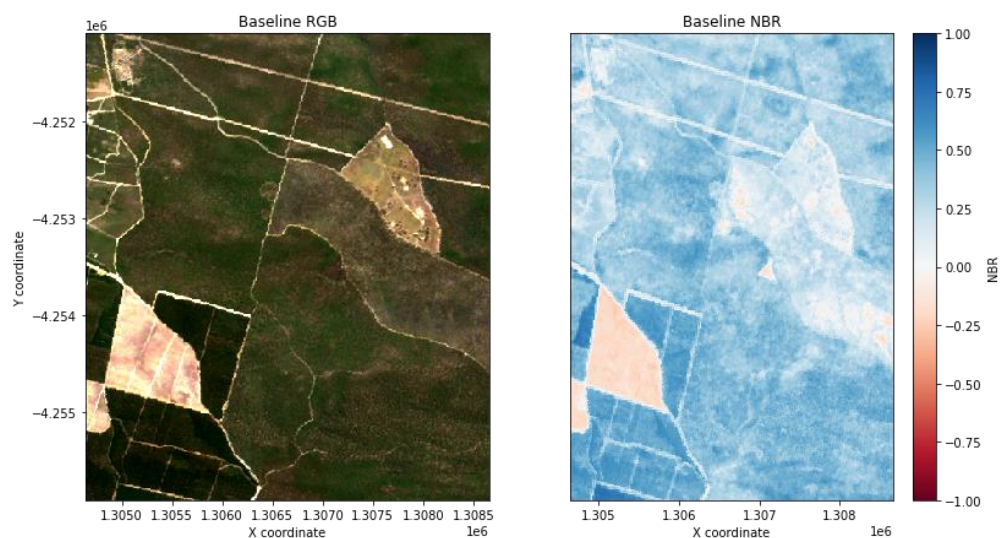 Baseline RGB
1e6
−4.252
−4.253
−4.254
−4.255
Y coordinate
1.3050 1.3055 1.3060 1.3065 1.3070 1.3075 1.3080 1.3085
X coordinate
1e6
Baseline NBR
1.305 1.306 1.307 1.308
X coordinate
1e6
1.00
0.75
0.50
0.25
0.00
−0.25
−0.50
−0.75
−1.00
NBR